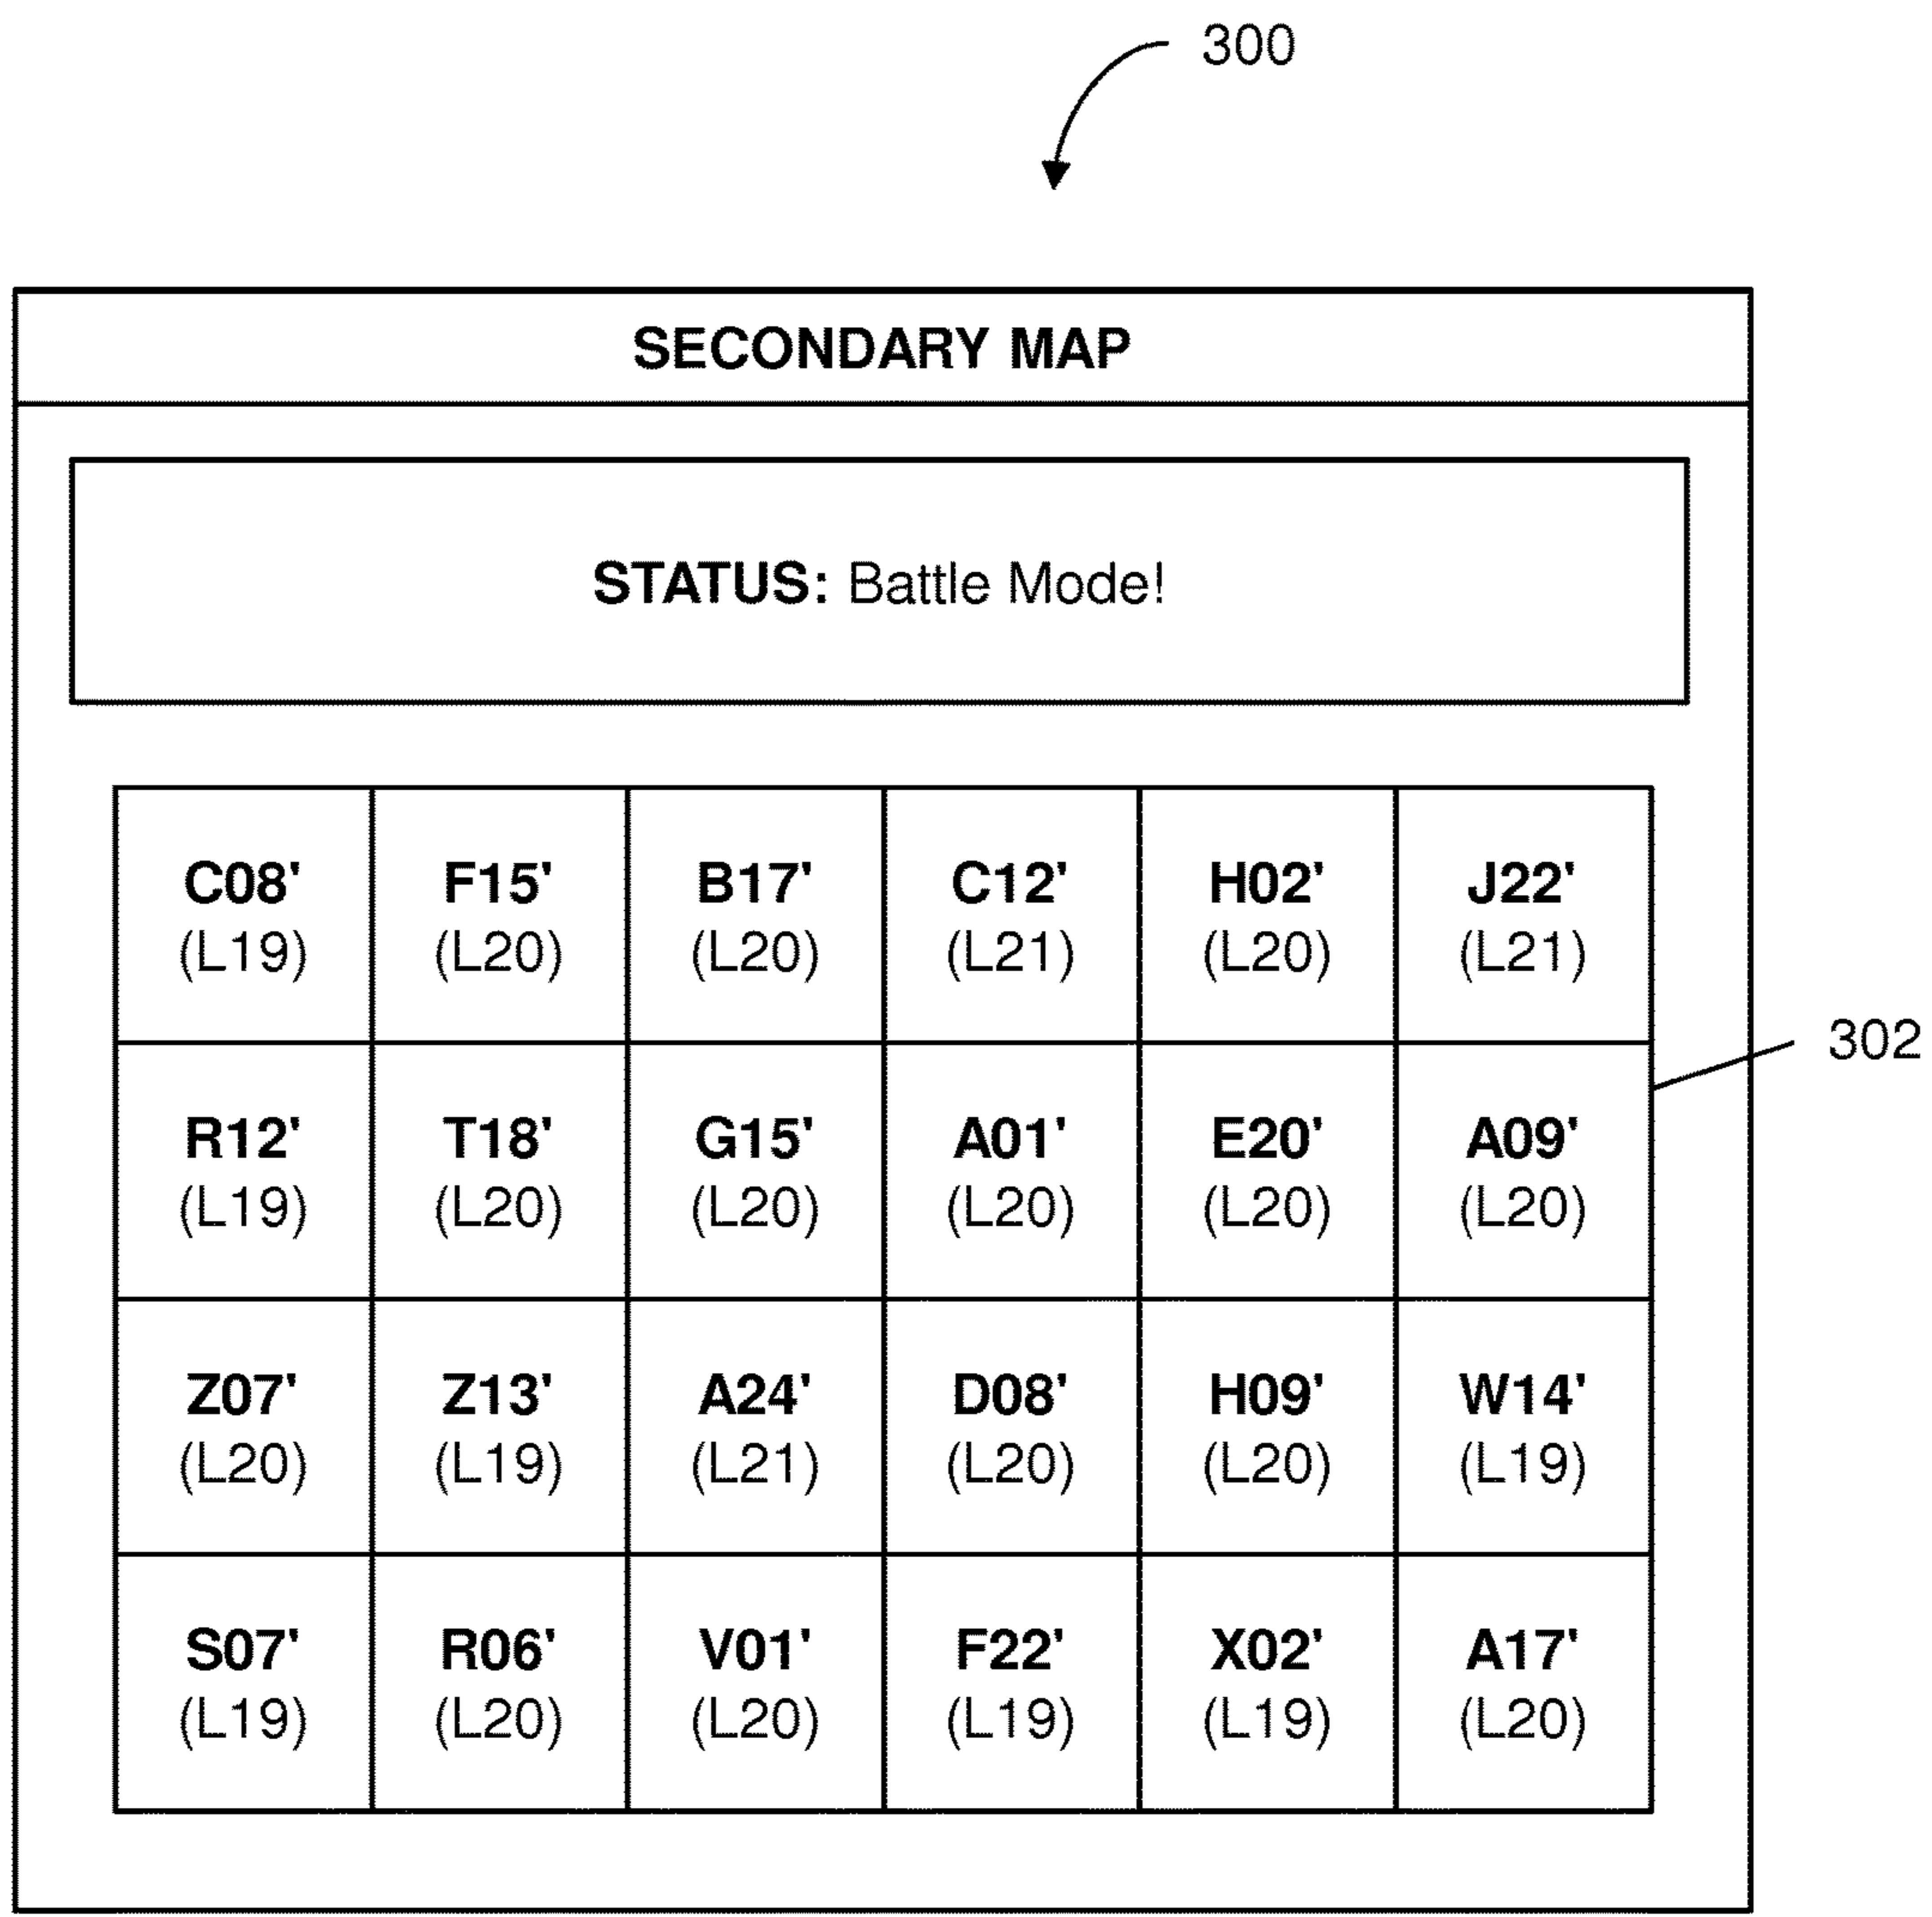 300
SECONDARY MAP
STATUS: Battle Mode!
C08' F15' B17' C12' H02' J22'
(L19) (L20) (L20) (L21) (L20) (L21)
302
R12' T18' G15' A01' E20' A09'
(L19) (L20) (L20) (L20) (L20) (L20)
Z07' Z13' A24' D08' H09' W14'
(L20) (L19) (L21) (L20) (L20) (L19)
S07' R06' V01' F22' X02' A17'
(L19) (L20) (L20) (L19) (L19) (L20)